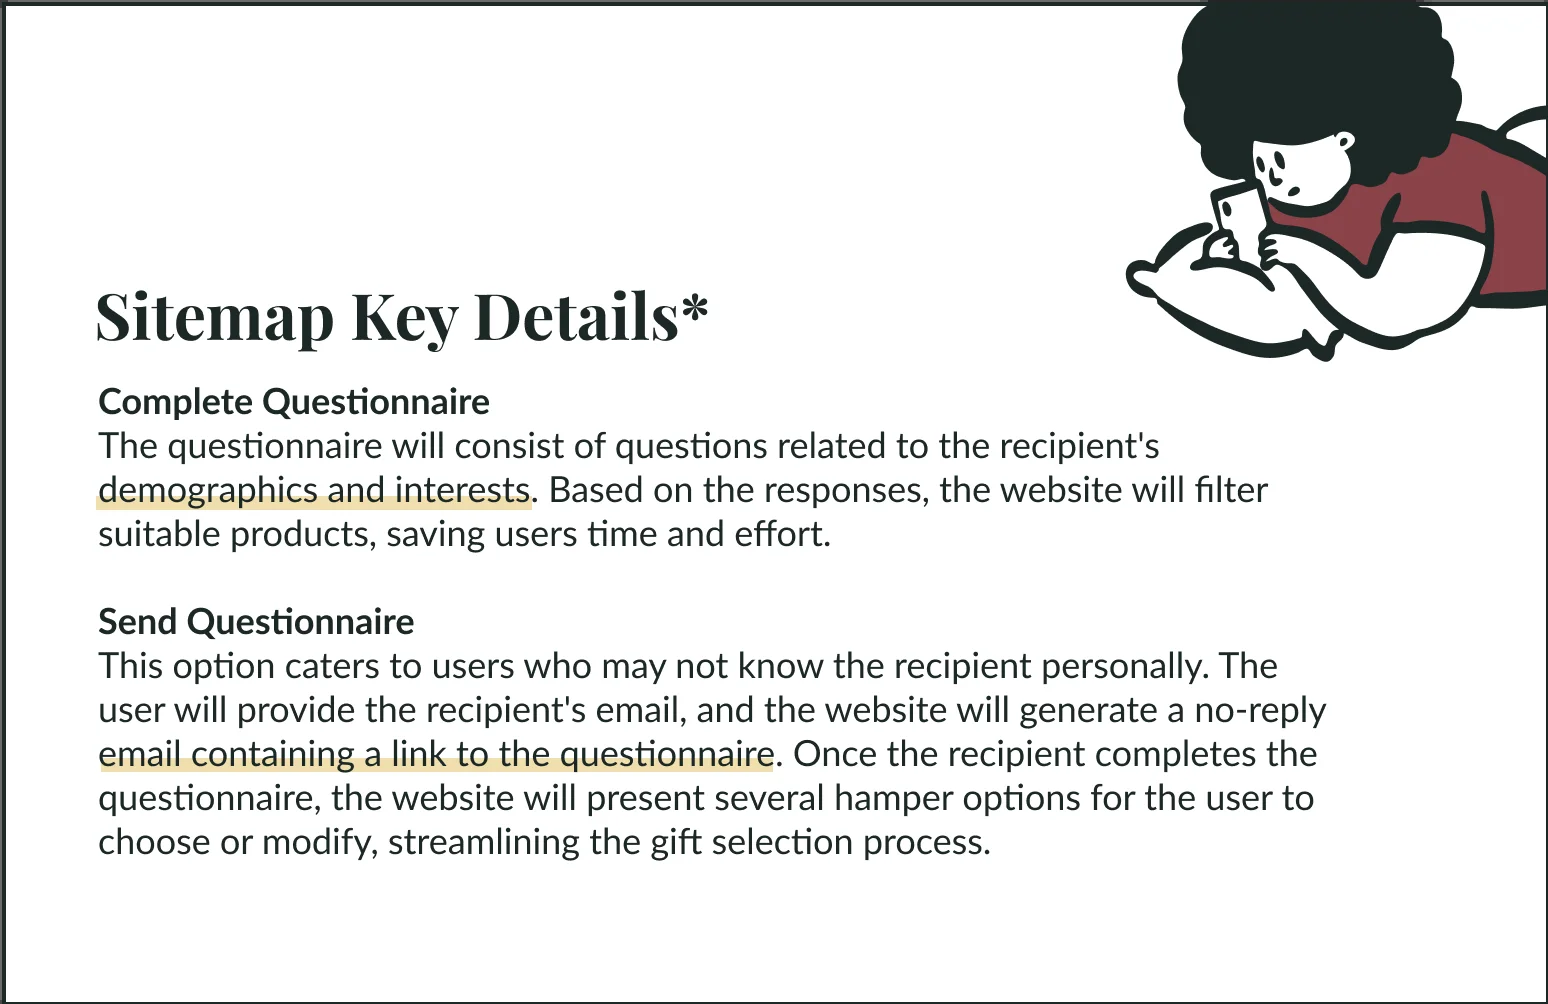 Sitemap Key Details*
Complete Questionnaire
The questionnaire will consist of questions related to the recipient's
demographics and interests. Based on the responses, the website will filter
suitable products, saving users time and effort.
Send Questionnaire
This option caters to users who may not know the recipient personally. The
user will provide the recipient's email, and the website will generate a no-reply
email containing a link to the questionnaire. Once the recipient completes the
questionnaire, the website will present several hamper options for the user to
choose or modify, streamlining the gift selection process.